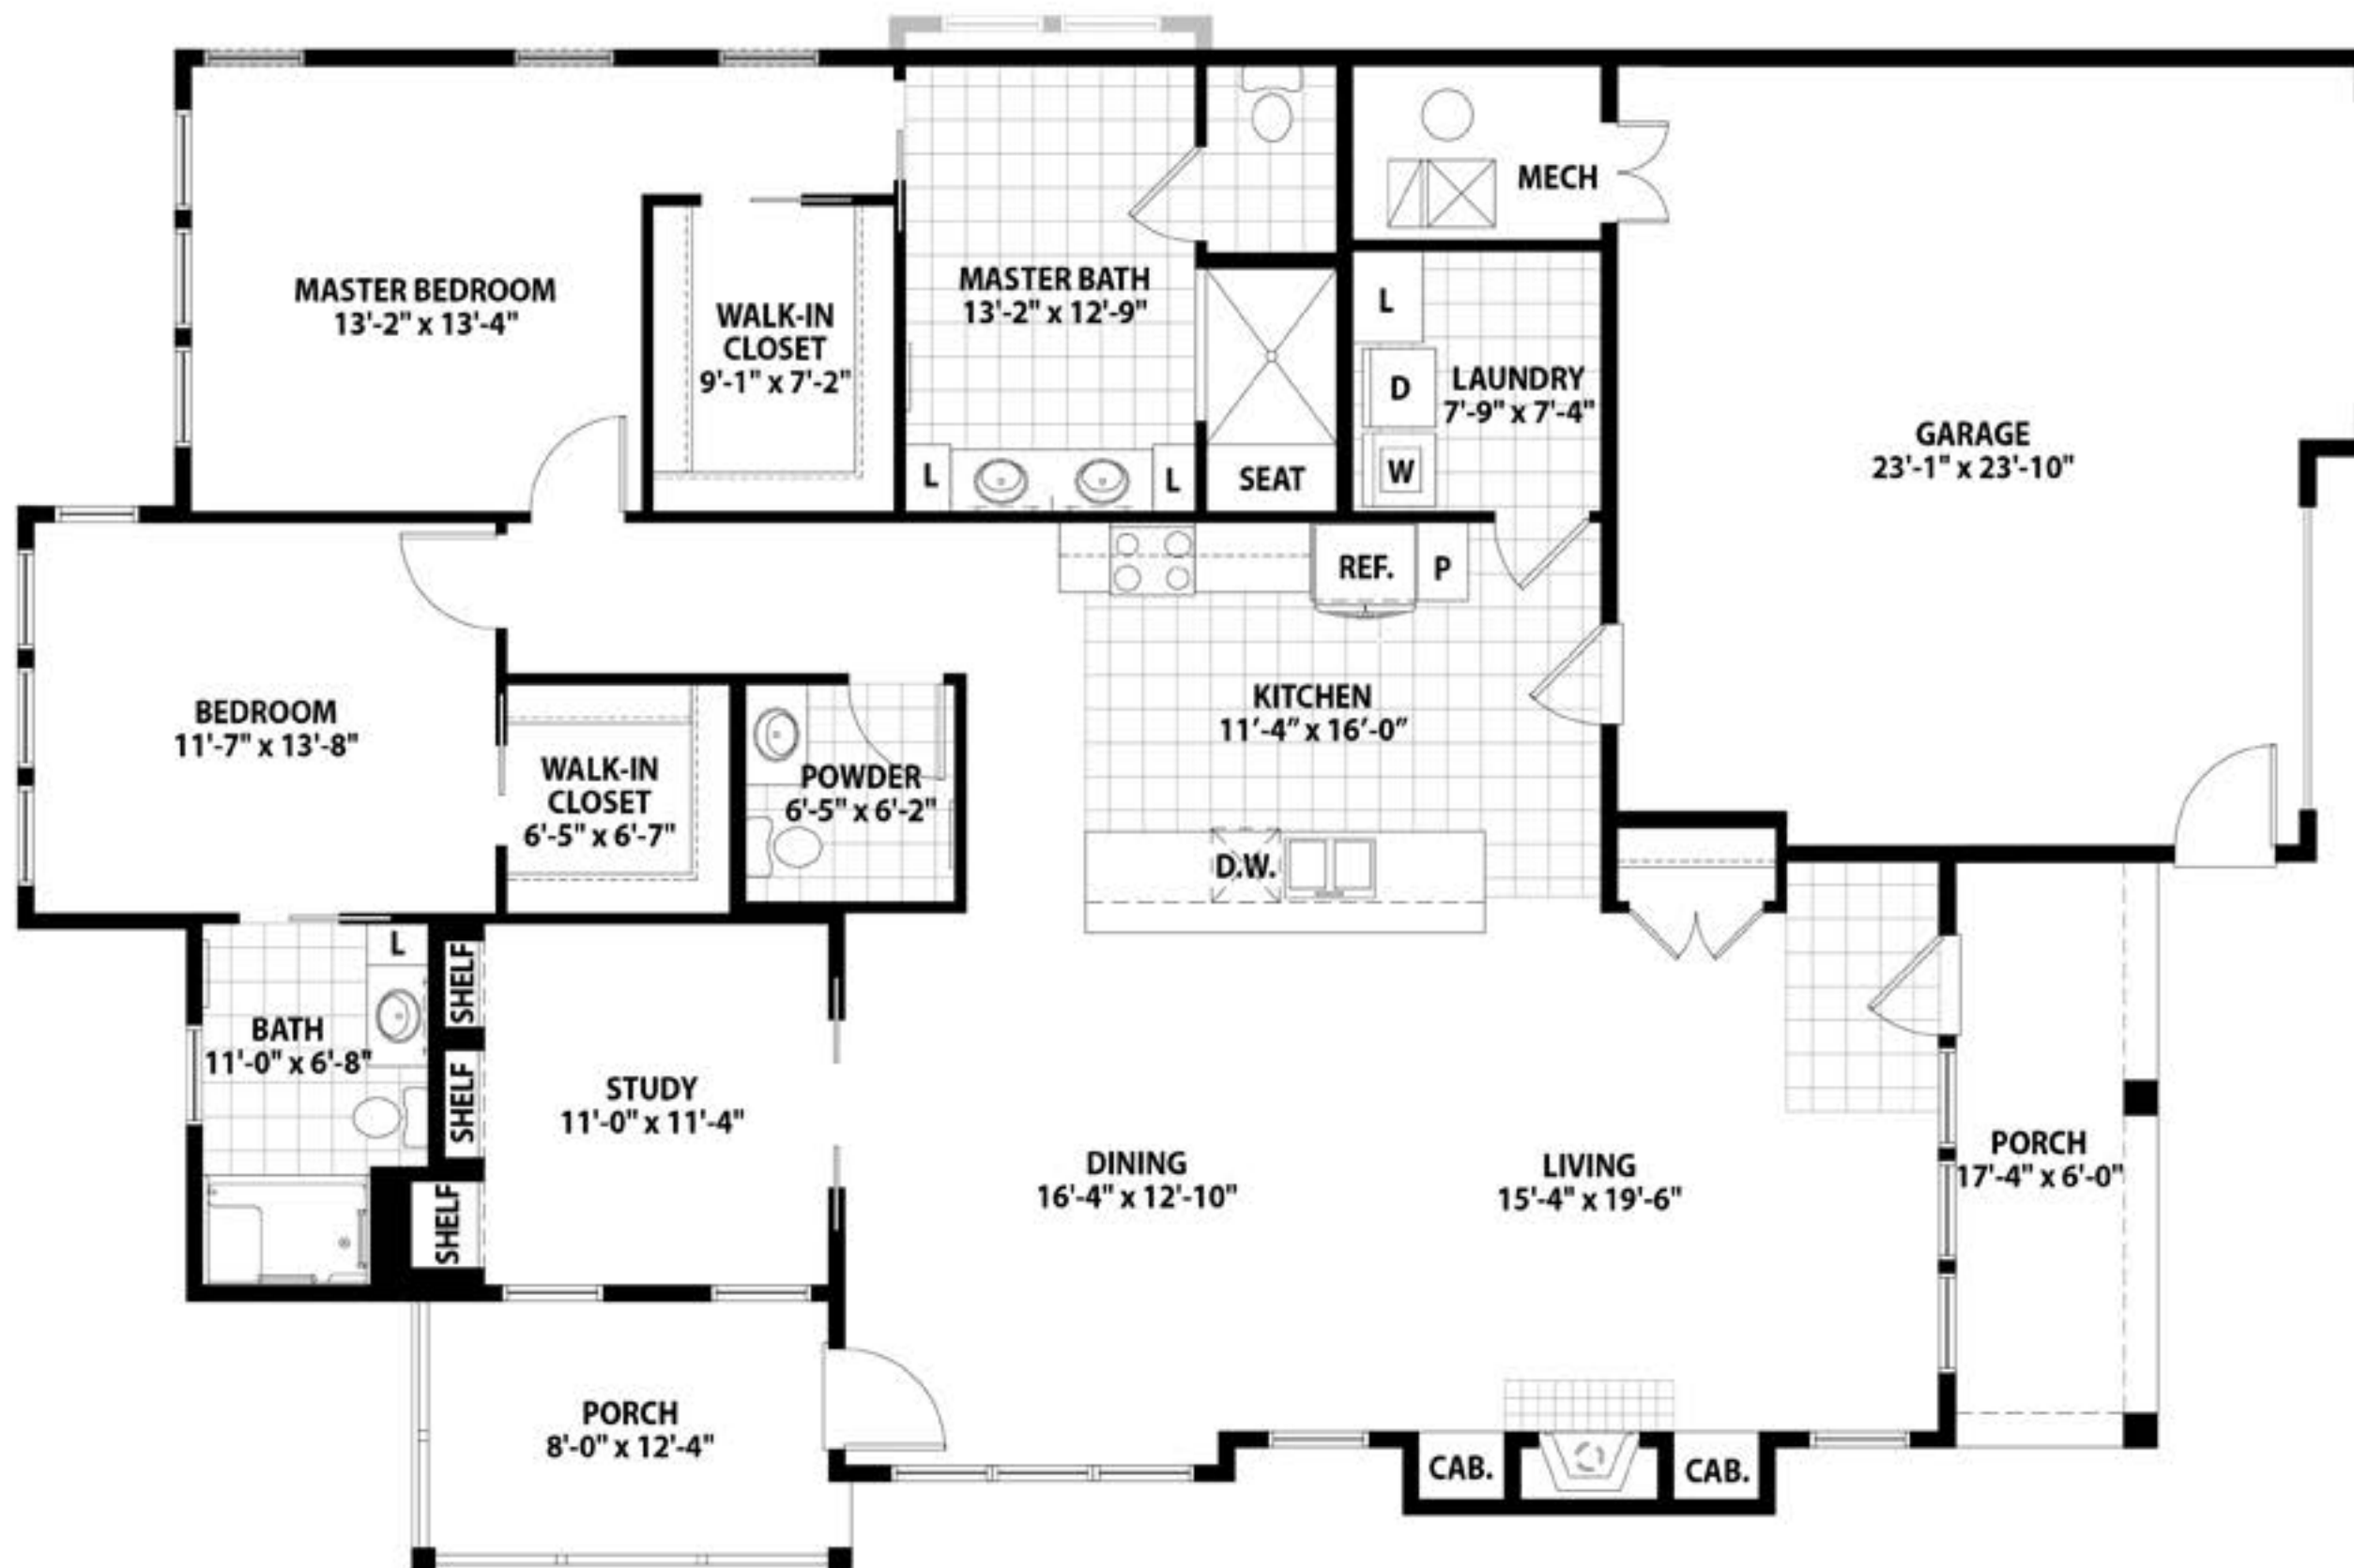 MECH
MASTER BEDROOM
13'-2" x 13'-4"
WALK-IN
CLOSET
9'-1" x 7'-2"
MASTER BATH
13'-2" x 12'-9"
L
L
SEAT
L
D
W
LAUNDRY
7'-9" x 7'-4"
GARAGE
23'-1" x 23'-10"
REF.
P
BEDROOM
11'-7" x 13'-8"
WALK-IN
CLOSET
6'-5" x 6'-7"
POWDER
6'-5" x 6'-2"
KITCHEN
11′-4″ x 16′-0″
D.W.
L
BATH
11'-0" x 6'-8"
SHELF
SHELF
SHELF
STUDY
11'-0" x 11'-4"
DINING
16'-4" x 12'-10"
LIVING
15'-4" x 19'-6"
PORCH
17'-4" x 6'-0"
PORCH
8'-0" x 12'-4"
CAB.
CAB.